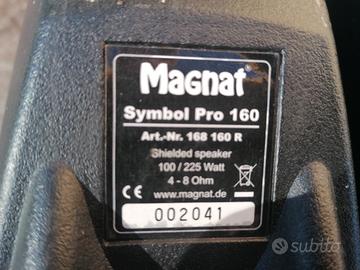 Magnat
Symbol Pro 160
Art.-Nr. 168 160 R
Shielded speaker
100 / 225 Watt
4 - 8 Ohm
www.magnat.de
CE
002041
subito